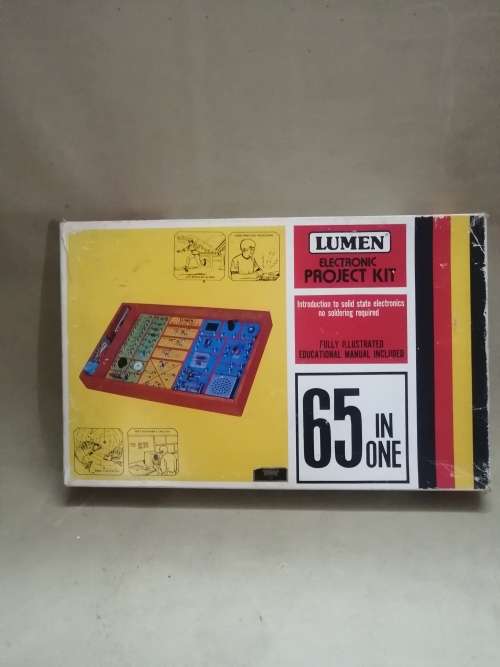 LUMEN
ELECTRONIC
PROJECT KIT
Introduction to solid state electronics
no soldering required
FULLY ILLUSTRATED
EDUCATIONAL MANUAL INCLUDED
65 IN
ONE